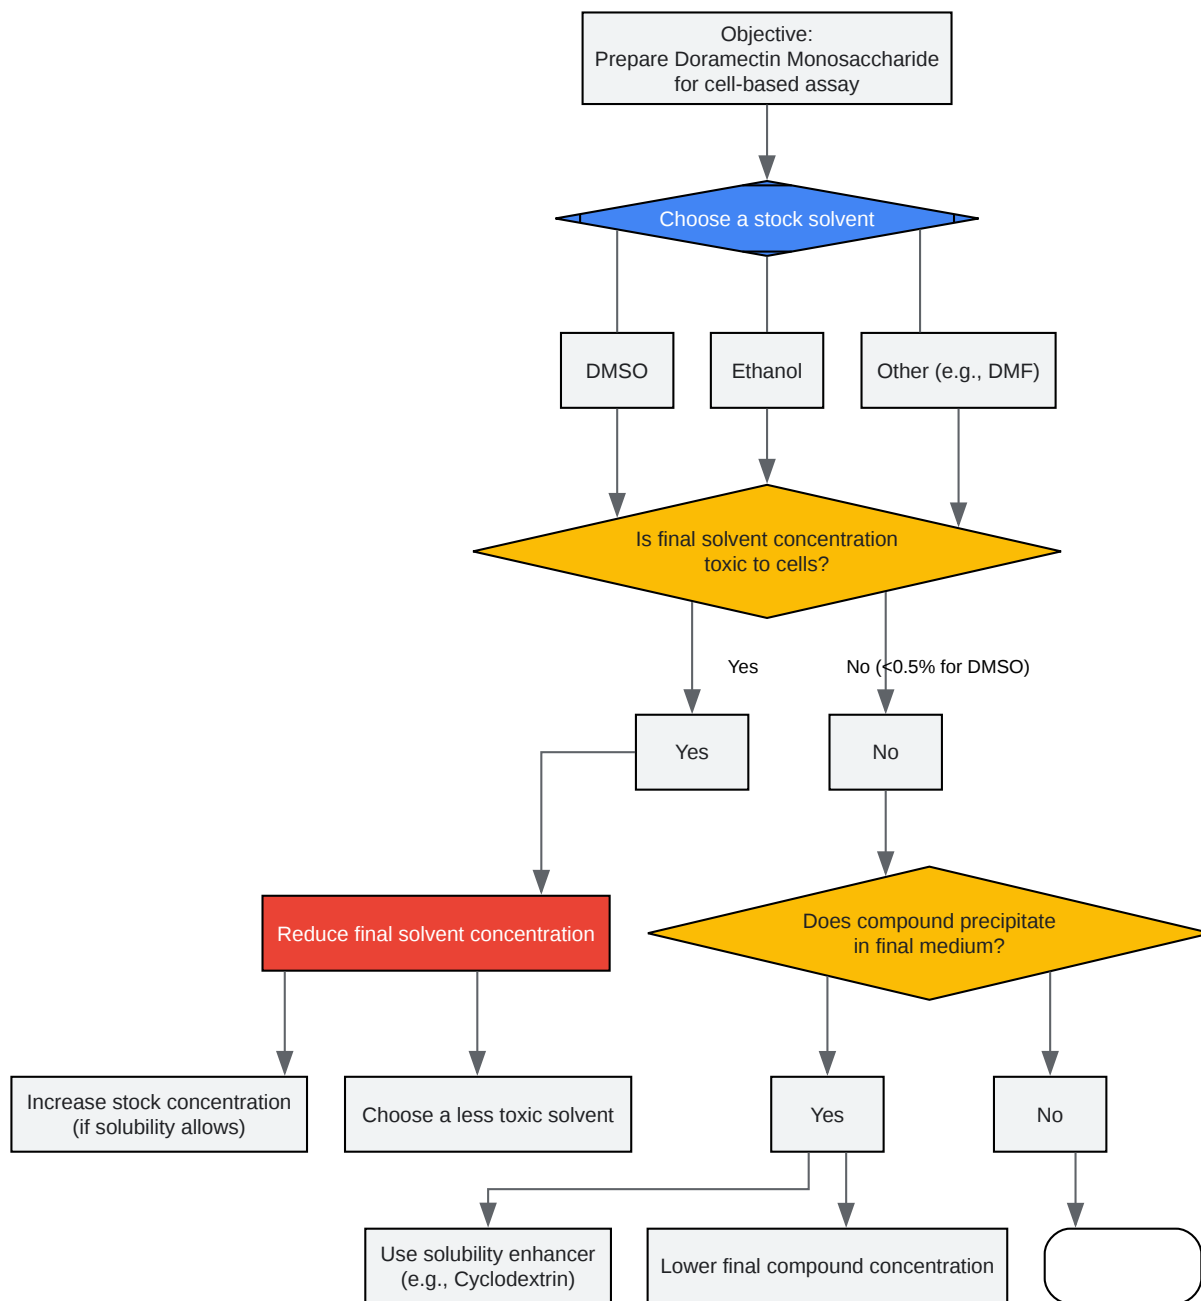 Objective:
Prepare Doramectin Monosaccharide
for cell-based assay
Choose a stock solvent
DMSO
Ethanol
Other (e.g., DMF)
Is final solvent concentration
toxic to cells?
Yes
No (<0.5% for DMSO)
Yes
No
Reduce final solvent concentration
Does compound precipitate
in final medium?
Increase stock concentration
(if solubility allows)
Choose a less toxic solvent
Yes
No
Use solubility enhancer
(e.g., Cyclodextrin)
Lower final compound concentration